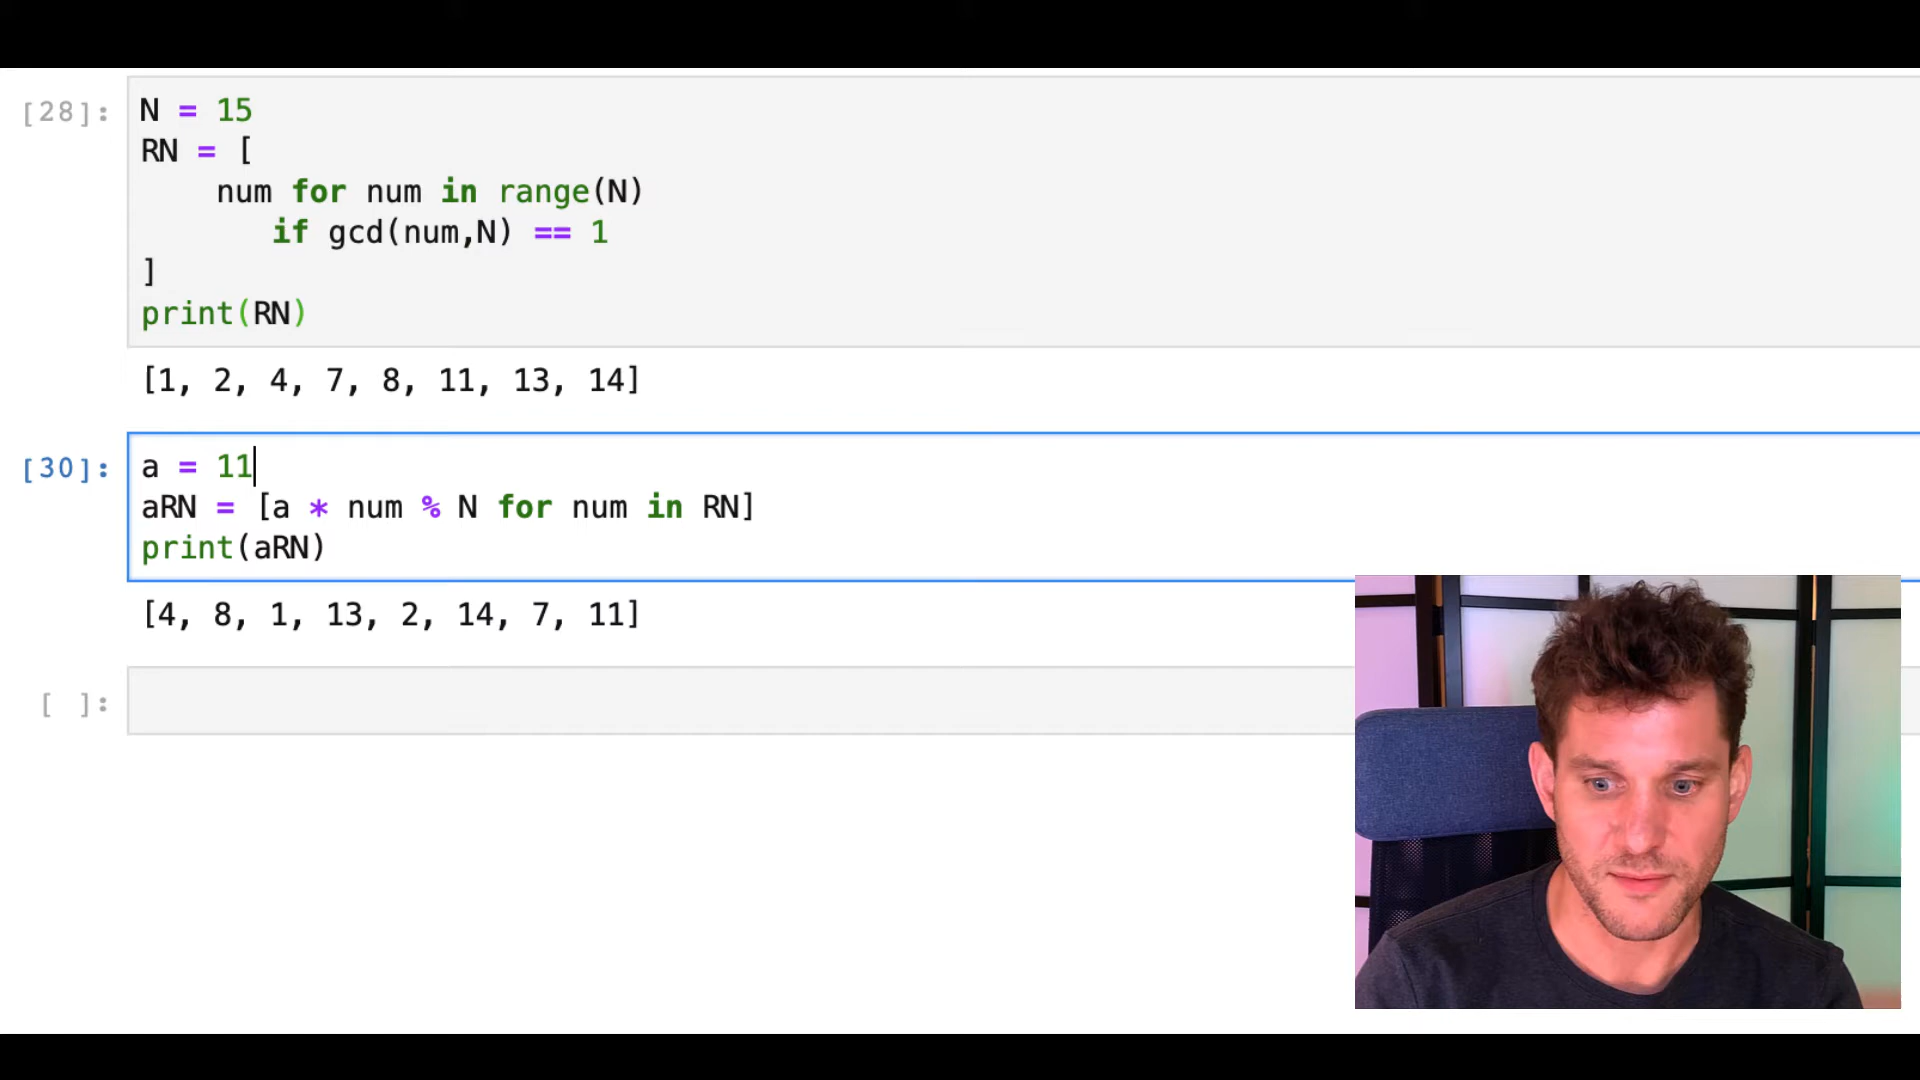 [28]:
N = 15
RN = [
    num for num in range(N)
       if gcd(num,N) == 1
]
print(RN)
[1, 2, 4, 7, 8, 11, 13, 14]
[30]:
a = 11
aRN = [a * num % N for num in RN]
print(aRN)
[4, 8, 1, 13, 2, 14, 7, 11]
[ ]: